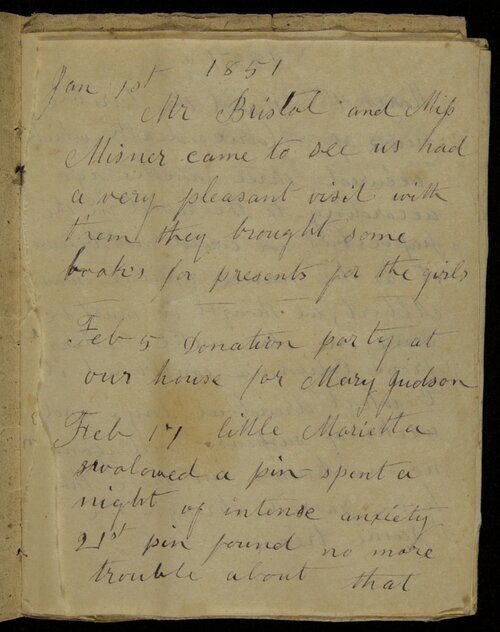 Jan 1st 1851
Mr Bristol and Miss
Misner came to see us had
a very pleasant visit with
them they brought some
books for presents for the girls
Feb 5 Donation party at
our house for Mary Judson
Feb 17 little Marietta
swalowed a pin spent a
night of intense anxiety
21st pin found no more
trouble about that